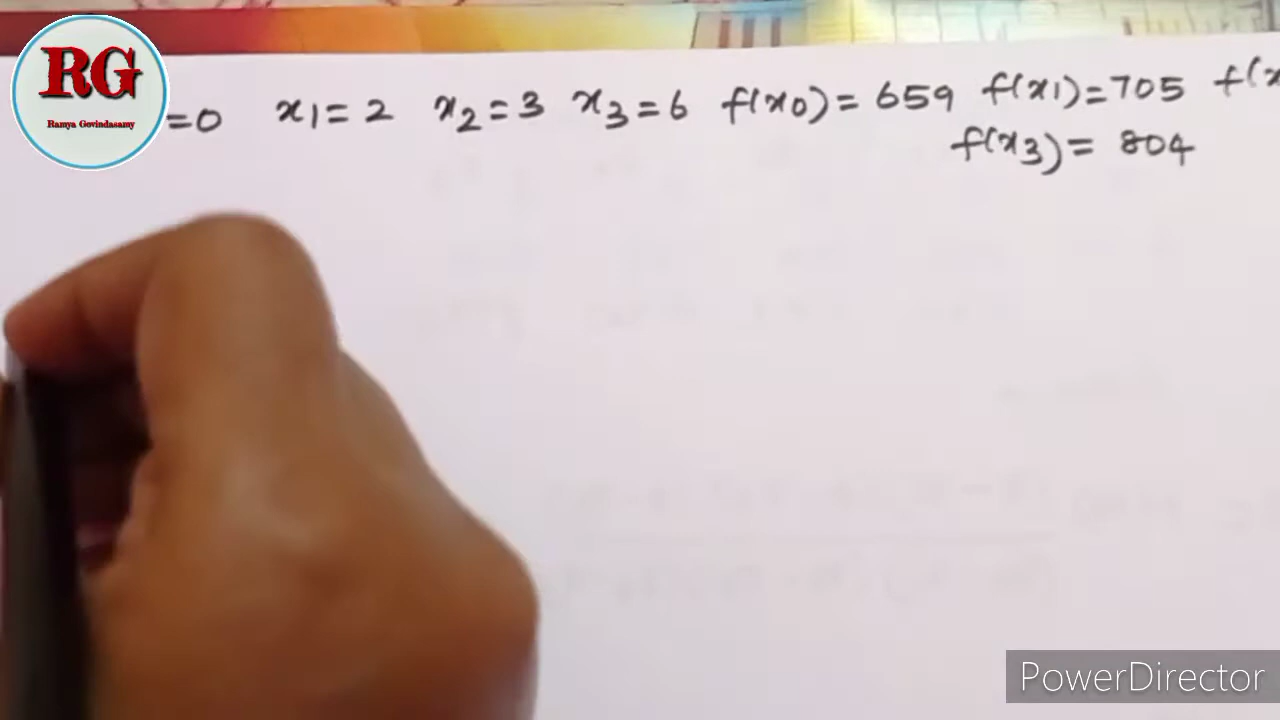 RG
Ramya Govindasamy
=0 x1=2 x2=3 x3=6 f(x0)=659 f(x1)=705 f(x
f(x3)= 804
PowerDirector